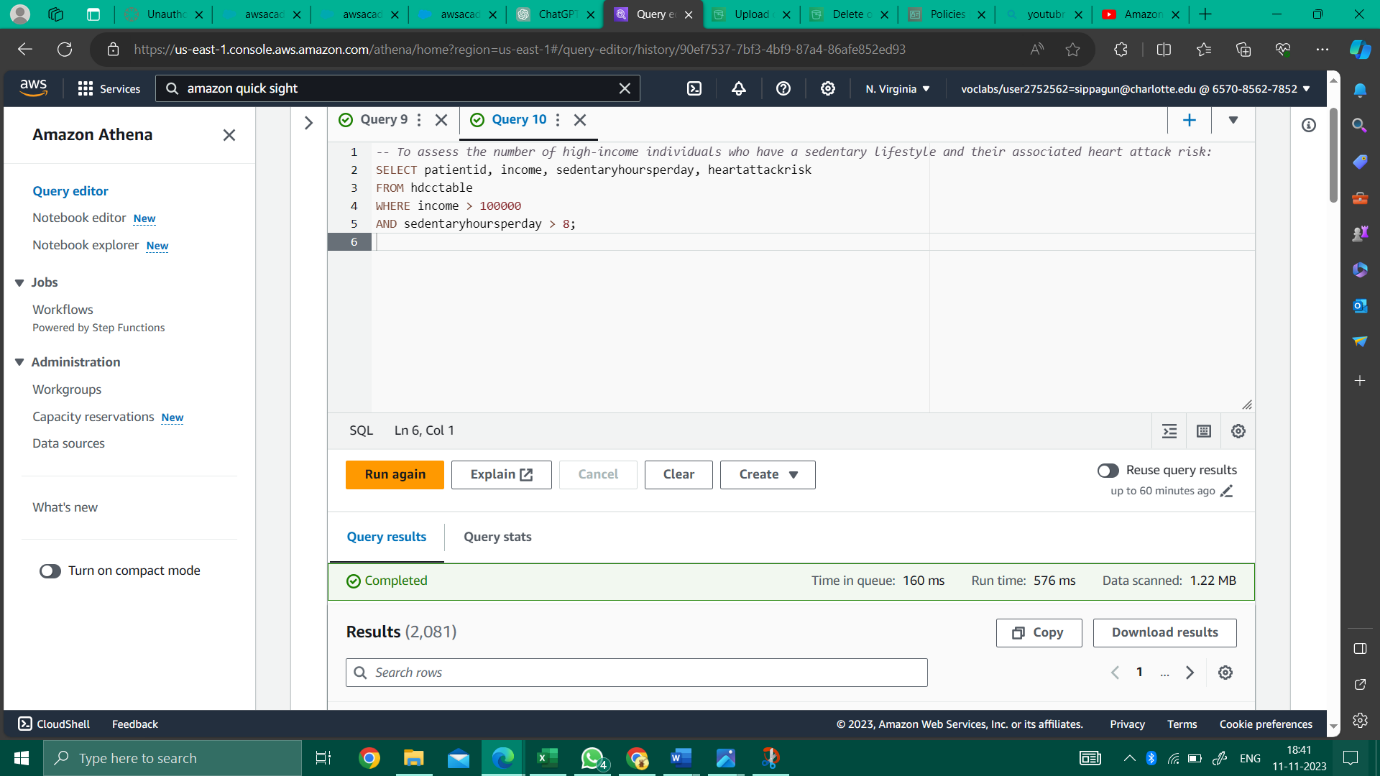 Unautho
awsacad
awsacad
awsacad
ChatGPT
Query e
Upload
Delete o
Policies
youtube
Amazon
https://us-east-1.console.aws.amazon.com/athena/home?region=us-east-1#/query-editor/history/90ef7537-7bf3-4bf9-87a4-86afe852ed93
aws
Services
amazon quick sight
N. Virginia
voclabs/user2752562=sippagun@charlotte.edu @ 6570-8562-7852
Amazon Athena
Query editor
Notebook editor New
Notebook explorer New
Jobs
Workflows
Powered by Step Functions
Administration
Workgroups
Capacity reservations New
Data sources
What's new
Turn on compact mode
Query 9
Query 10
1 -- To assess the number of high-income individuals who have a sedentary lifestyle and their associated heart attack risk:
2 SELECT patientid, income, sedentaryhoursperday, heartattackrisk
3 FROM hdcctable
4 WHERE income > 100000
5 AND sedentaryhoursperday > 8;
6
SQL Ln 6, Col 1
Run again
Explain
Cancel
Clear
Create
Reuse query results
up to 60 minutes ago
Query results
Query stats
Completed
Time in queue: 160 ms
Run time: 576 ms
Data scanned: 1.22 MB
Results (2,081)
Copy
Download results
Search rows
1 ...
CloudShell
Feedback
© 2023, Amazon Web Services, Inc. or its affiliates.
Privacy
Terms
Cookie preferences
Type here to search
4
ENG
18:41
11-11-2023